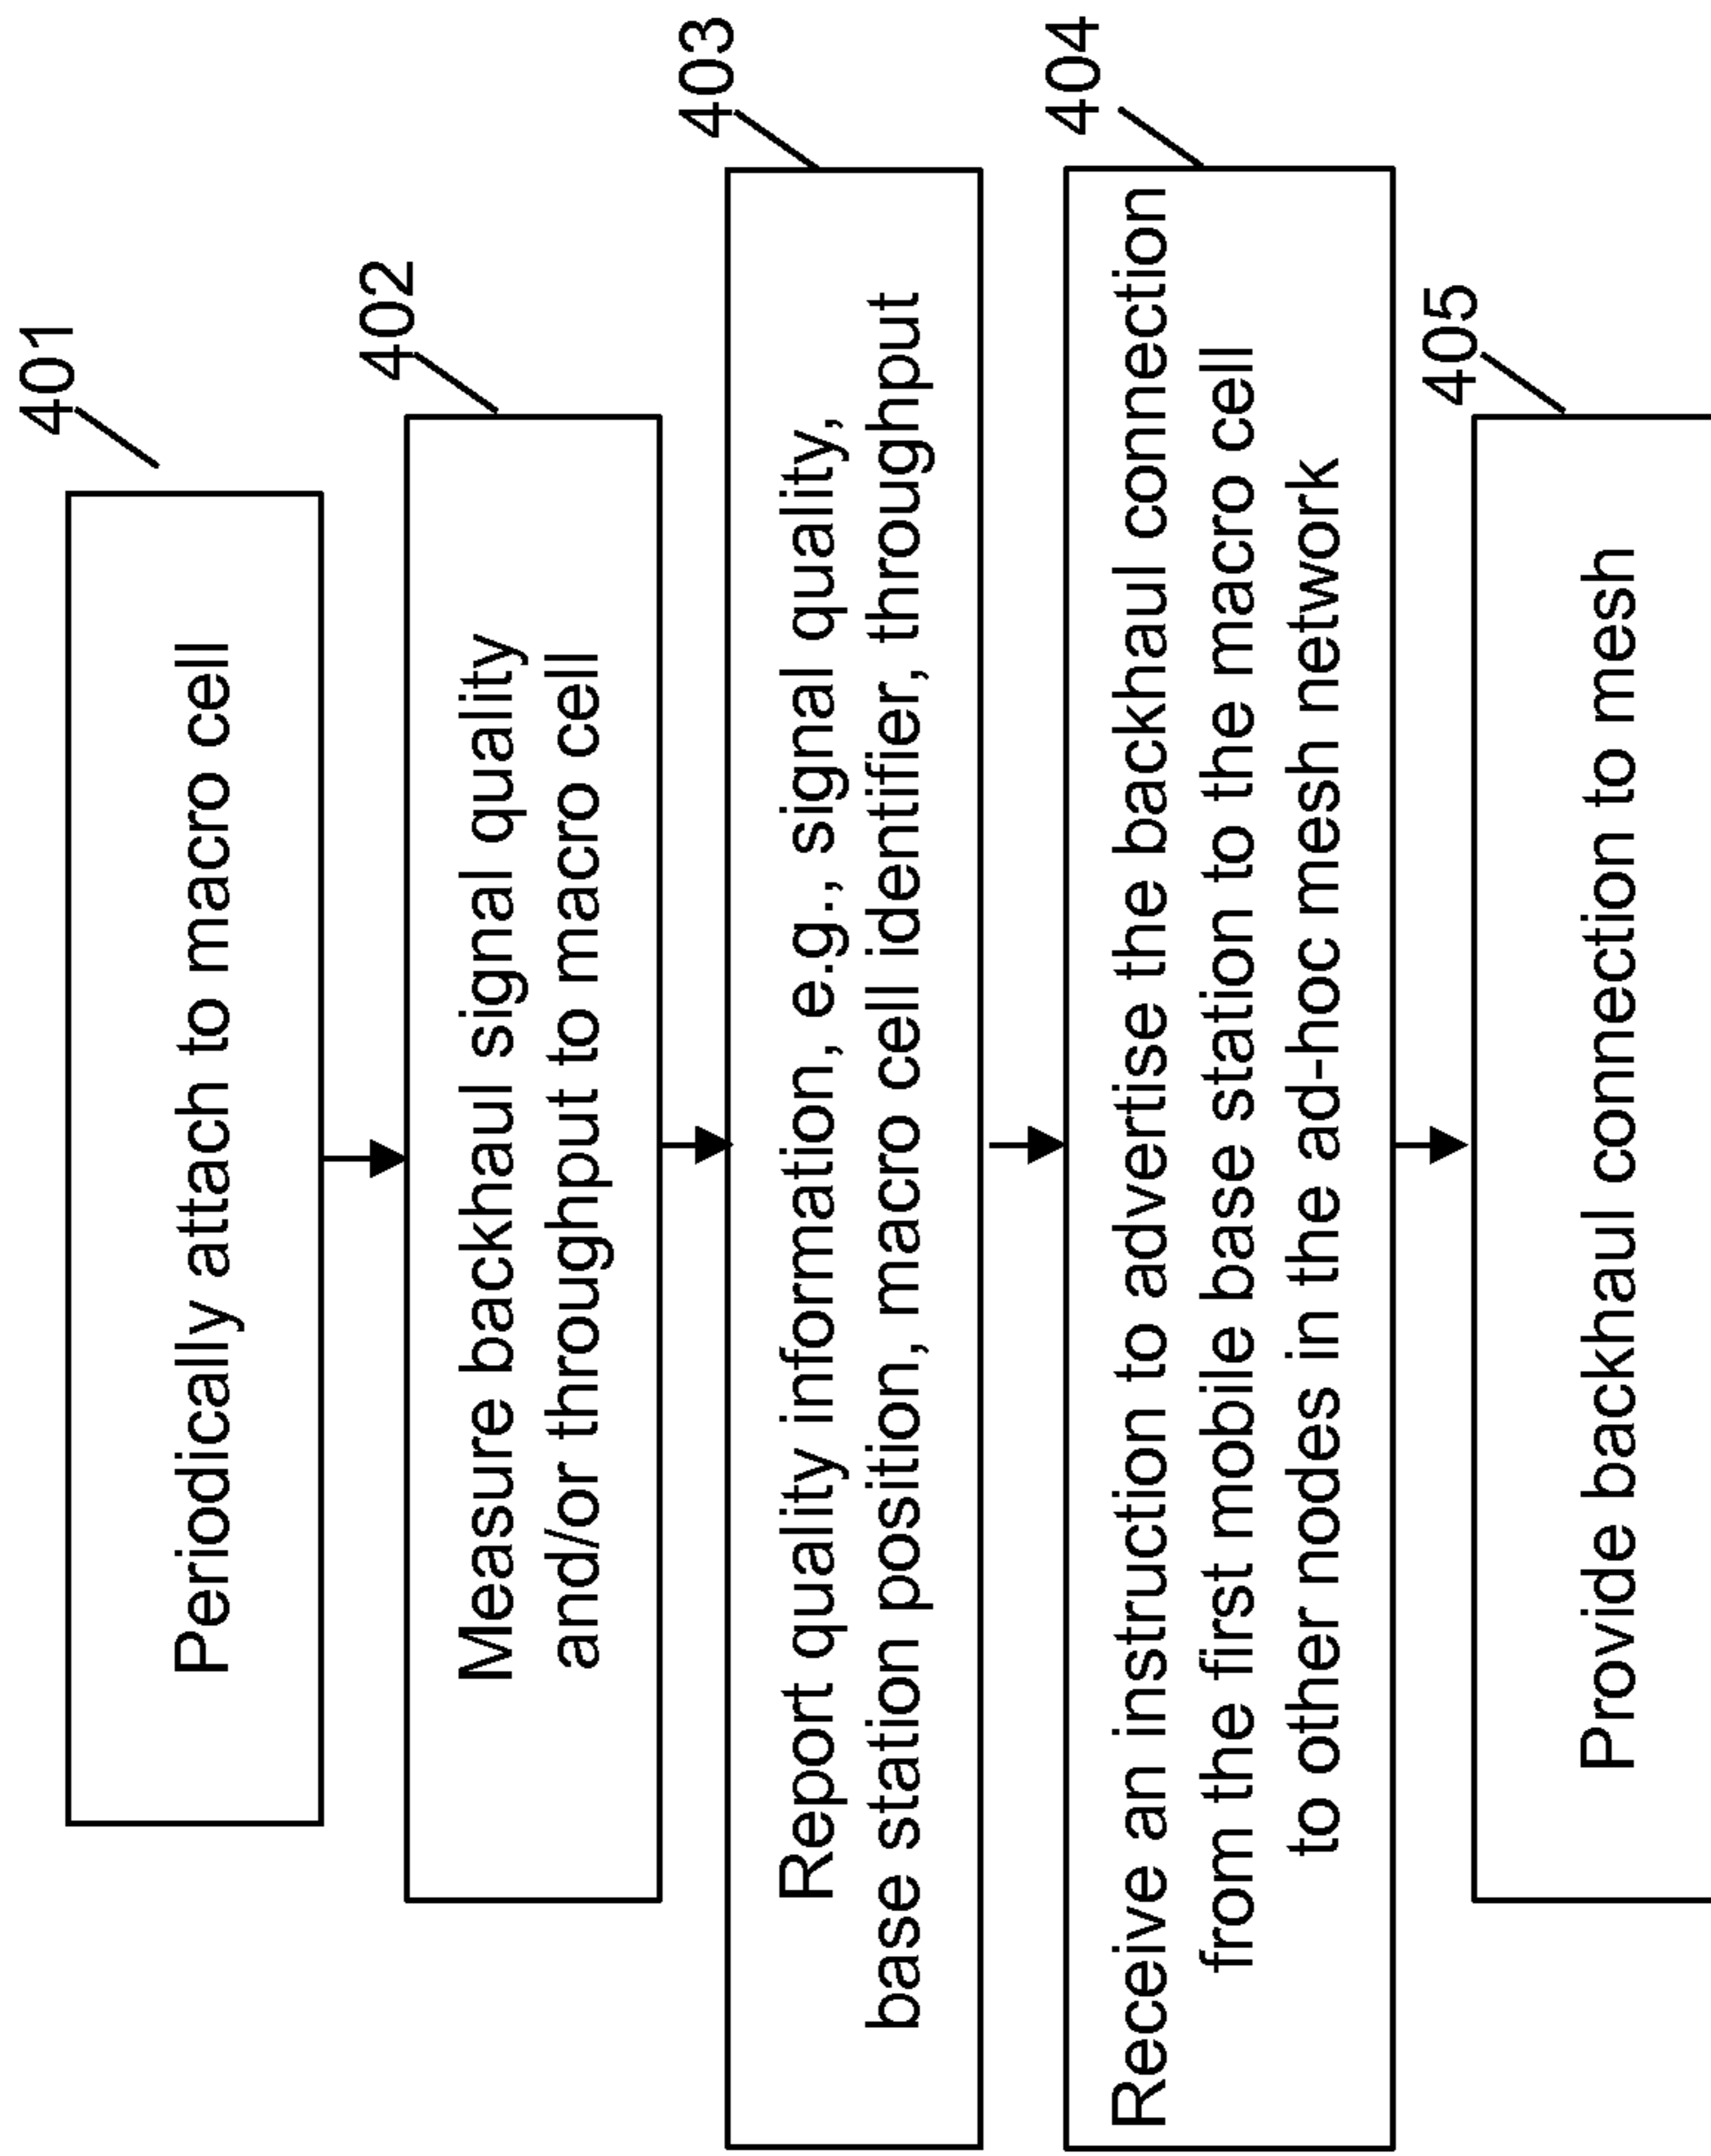 401
Periodically attach to macro cell
402
Measure backhaul signal quality
and/or throughput to macro cell
403
Report quality information, e.g., signal quality,
base station position, macro cell identifier, throughput
404
Receive an instruction to advertise the backhaul connection
from the first mobile base station to the macro cell
to other nodes in the ad-hoc mesh network
405
Provide backhaul connection to mesh